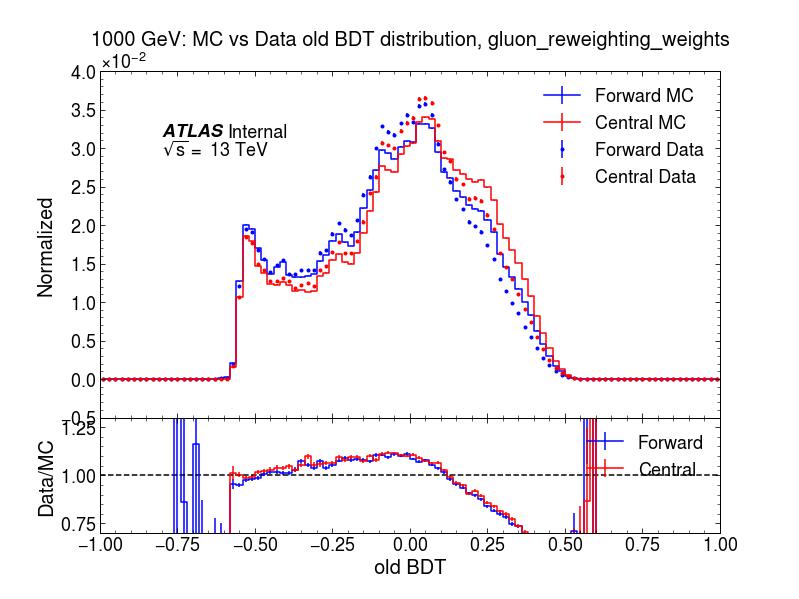 1000 GeV: MC vs Data old BDT distribution, gluon_reweighting_weights
×10⁻²
4.0
3.5
3.0
2.5
2.0
1.5
1.0
0.5
0.0
−0.5
Normalized
ATLAS Internal
√s = 13 TeV
Forward MC
Central MC
Forward Data
Central Data
1.25
1.00
0.75
Data/MC
Forward
Central
−1.00 −0.75 −0.50 −0.25 0.00 0.25 0.50 0.75 1.00
old BDT